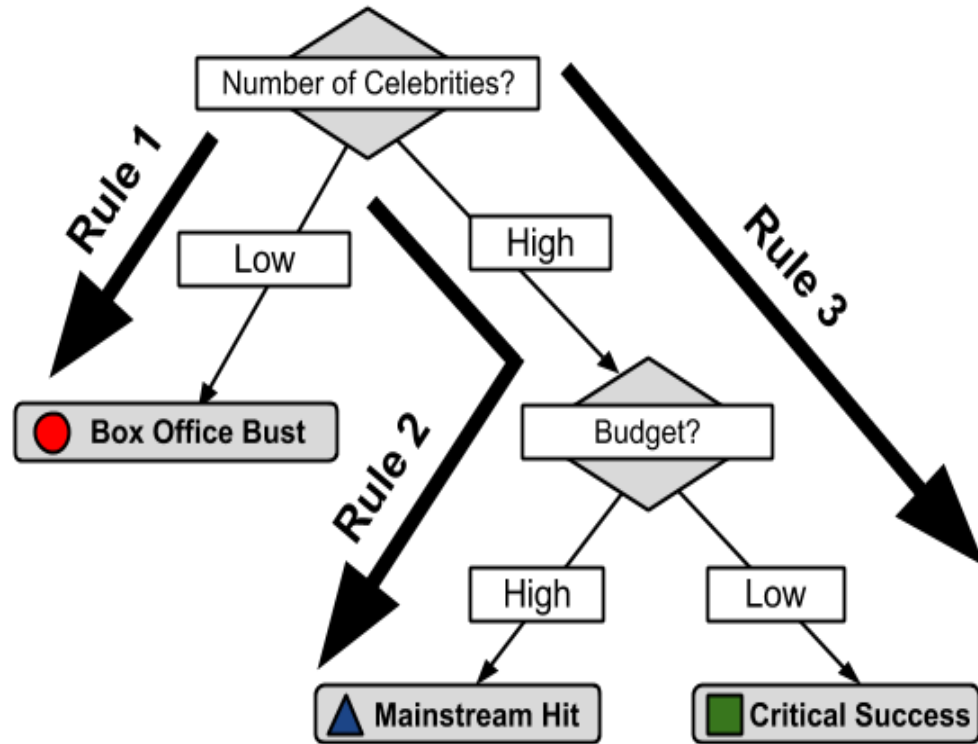 Number of Celebrities?
Rule 1
Low
High
Rule 3
Box Office Bust
Rule 2
Budget?
High
Low
Mainstream Hit
Critical Success